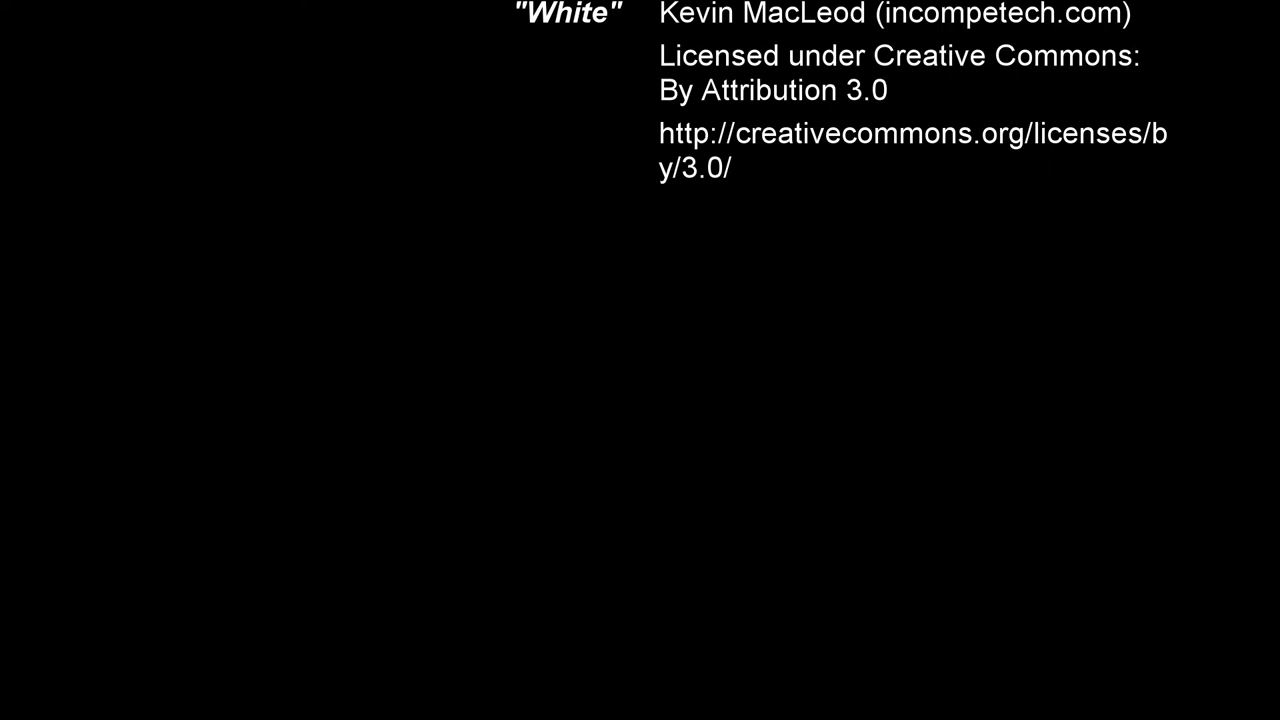 "White" Kevin MacLeod (incompetech.com)
Licensed under Creative Commons:
By Attribution 3.0
http://creativecommons.org/licenses/b
y/3.0/